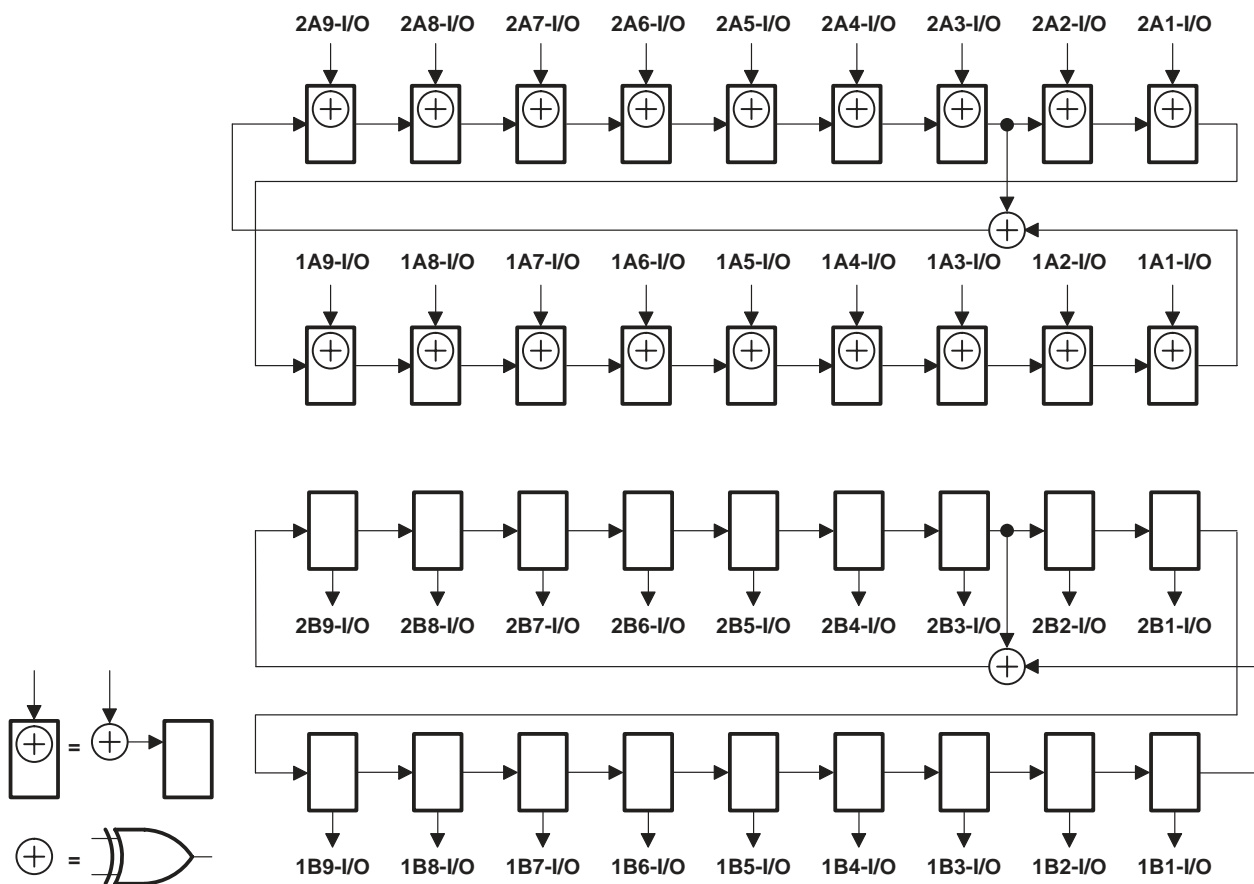 2A9-I/O 2A8-I/O 2A7-I/O 2A6-I/O 2A5-I/O 2A4-I/O 2A3-I/O 2A2-I/O 2A1-I/O
1A9-I/O 1A8-I/O 1A7-I/O 1A6-I/O 1A5-I/O 1A4-I/O 1A3-I/O 1A2-I/O 1A1-I/O
2B9-I/O 2B8-I/O 2B7-I/O 2B6-I/O 2B5-I/O 2B4-I/O 2B3-I/O 2B2-I/O 2B1-I/O
=
=
1B9-I/O 1B8-I/O 1B7-I/O 1B6-I/O 1B5-I/O 1B4-I/O 1B3-I/O 1B2-I/O 1B1-I/O